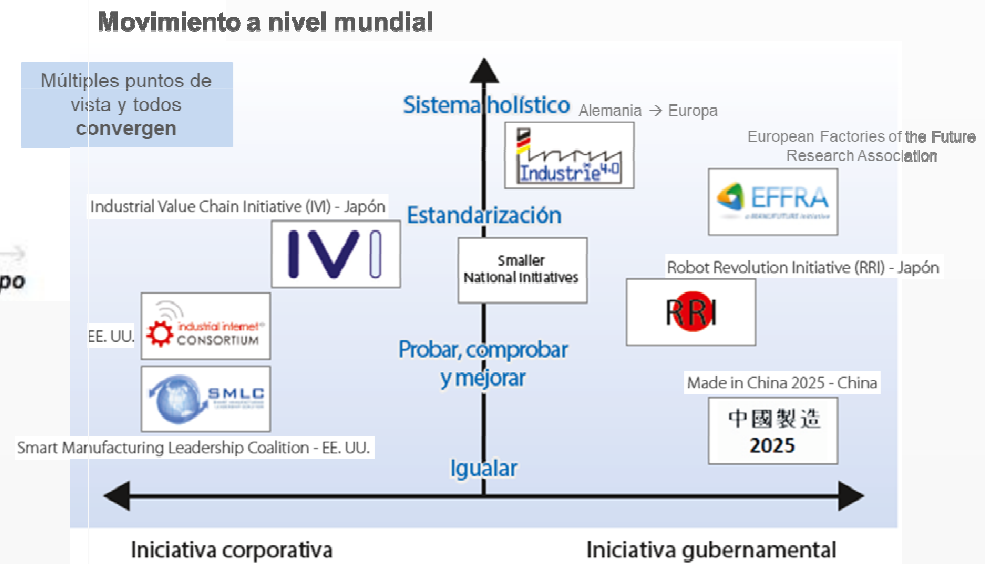 Movimiento a nivel mundial
Múltiples puntos de
vista y todos
convergen
Sistema holístico
Alemania → Europa
Industrie 4.0
European Factories of the Future
Research Association
EFFRA
Industrial Value Chain Initiative (IVI) - Japón
IVI
Estandarización
Smaller
National Initiatives
Robot Revolution Initiative (RRI) - Japón
RRI
po
EE. UU.
industrial internet
CONSORTIUM
Probar, comprobar
y mejorar
SMLC
Made in China 2025 - China
中國製造
2025
Smart Manufacturing Leadership Coalition - EE. UU.
Igualar
Iniciativa corporativa
Iniciativa gubernamental